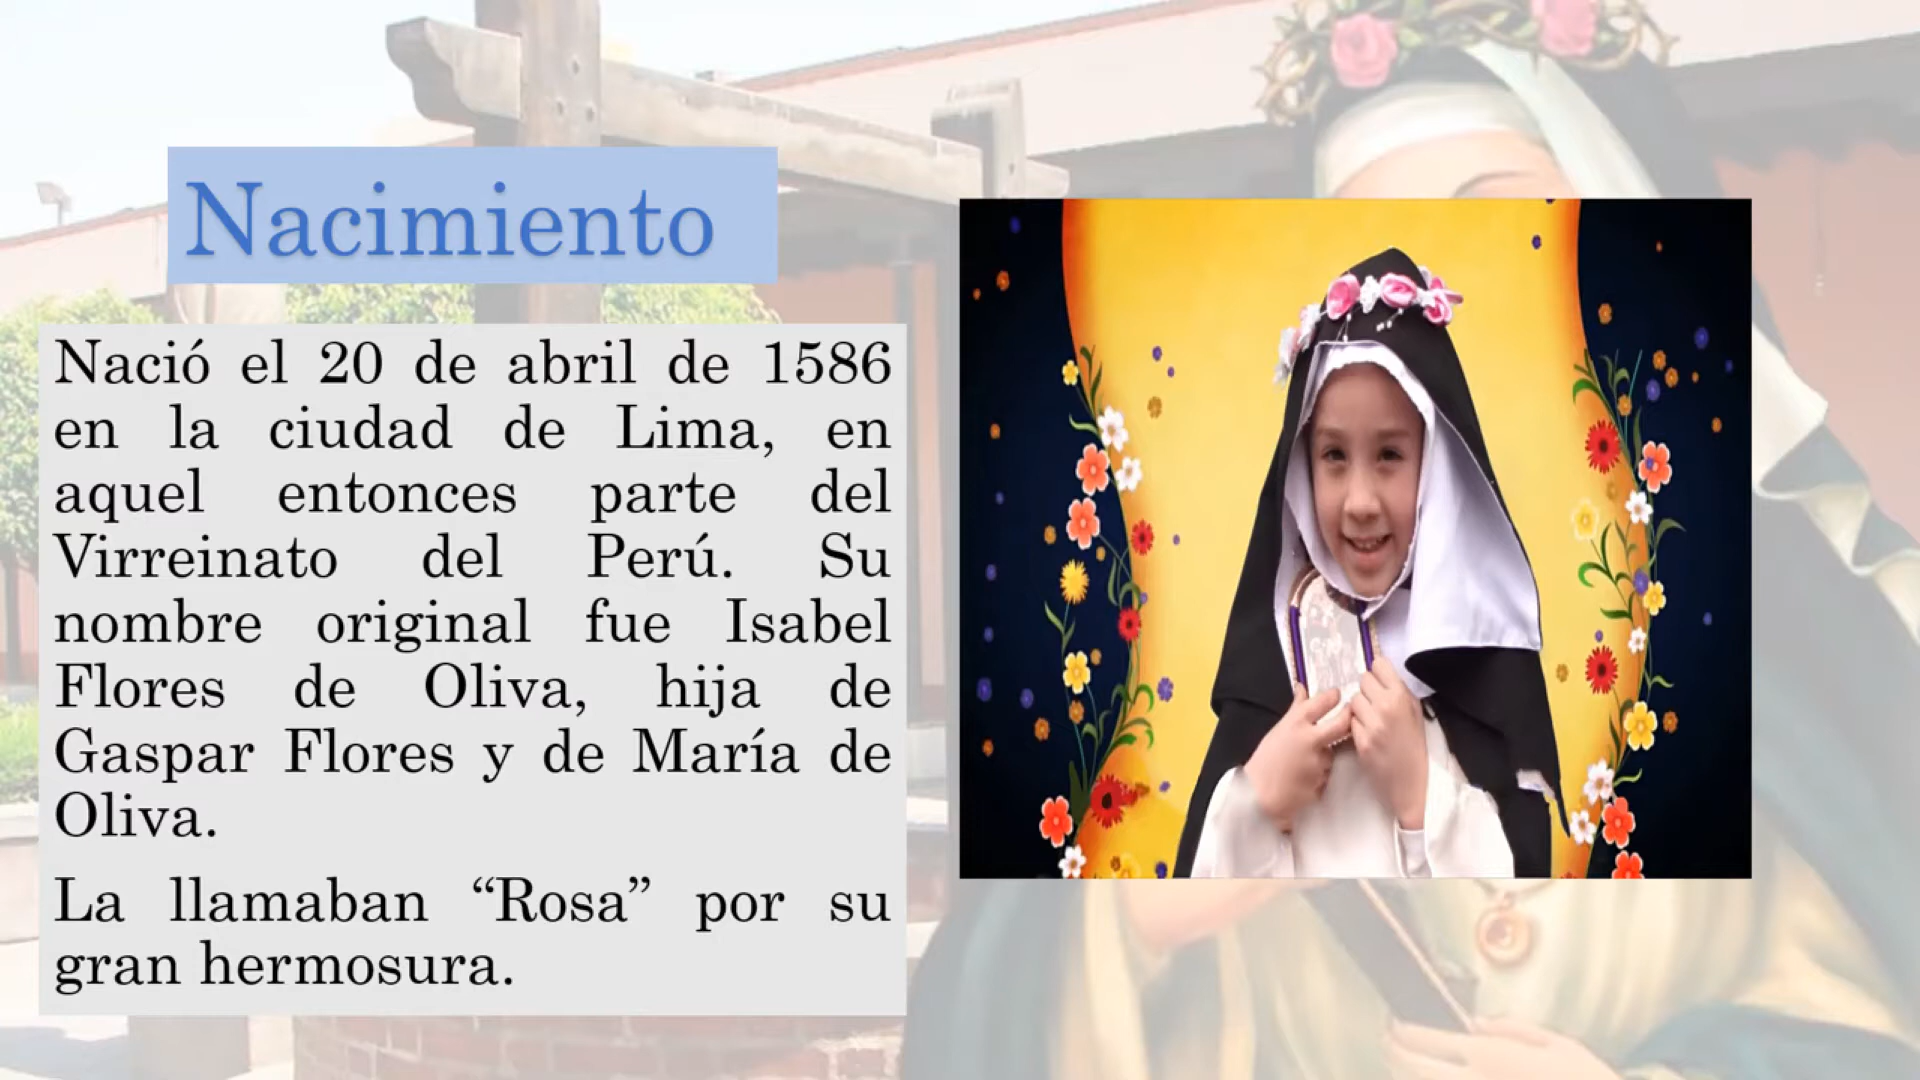 Nacimiento
Nació el 20 de abril de 1586
en la ciudad de Lima, en
aquel entonces parte del
Virreinato del Perú. Su
nombre original fue Isabel
Flores de Oliva, hija de
Gaspar Flores y de María de
Oliva.
La llamaban “Rosa” por su
gran hermosura.